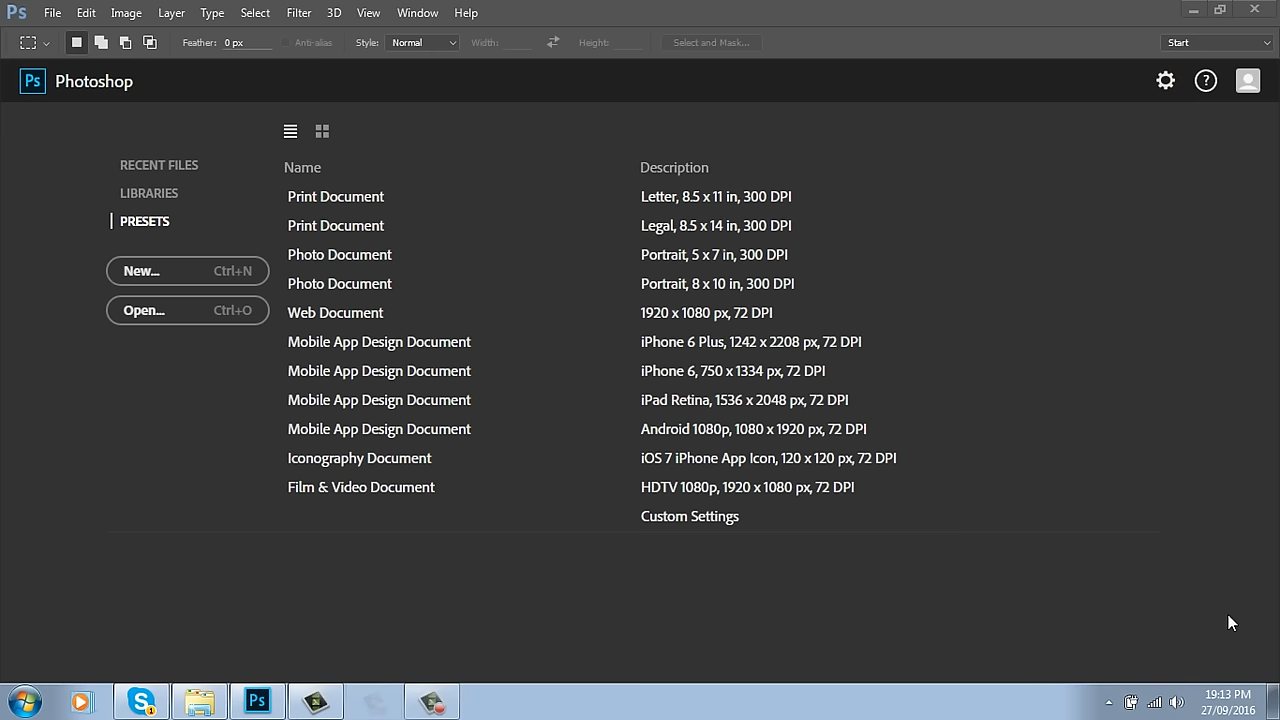 Ps File Edit Image Layer Type Select Filter 3D View Window Help
Feather: 0 px Anti-alias Style: Normal Width: Height: Select and Mask... Start
Ps Photoshop
RECENT FILES
LIBRARIES
PRESETS
New... Ctrl+N
Open... Ctrl+O
Name Description
Print Document Letter, 8.5 x 11 in, 300 DPI
Print Document Legal, 8.5 x 14 in, 300 DPI
Photo Document Portrait, 5 x 7 in, 300 DPI
Photo Document Portrait, 8 x 10 in, 300 DPI
Web Document 1920 x 1080 px, 72 DPI
Mobile App Design Document iPhone 6 Plus, 1242 x 2208 px, 72 DPI
Mobile App Design Document iPhone 6, 750 x 1334 px, 72 DPI
Mobile App Design Document iPad Retina, 1536 x 2048 px, 72 DPI
Mobile App Design Document Android 1080p, 1080 x 1920 px, 72 DPI
Iconography Document iOS 7 iPhone App Icon, 120 x 120 px, 72 DPI
Film & Video Document HDTV 1080p, 1920 x 1080 px, 72 DPI
Custom Settings
S 1 Ps 19:13 PM
27/09/2016